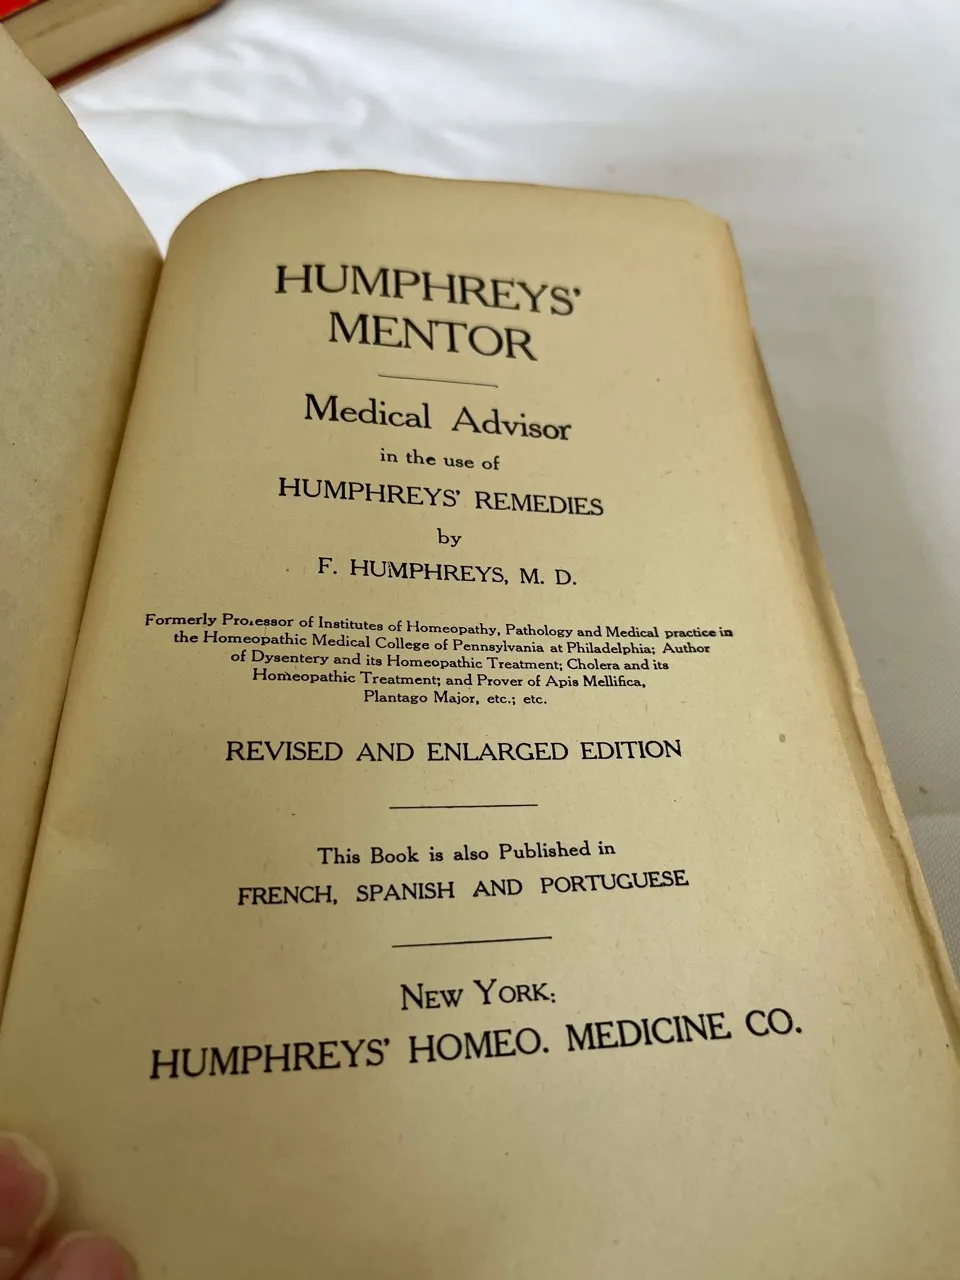 HUMPHREYS'
MENTOR
Medical Advisor
in the use of
HUMPHREYS' REMEDIES
by
F. HUMPHREYS, M. D.
Formerly Professor of Institutes of Homeopathy, Pathology and Medical practice in
the Homeopathic Medical College of Pennsylvania at Philadelphia; Author
of Dysentery and its Homeopathic Treatment; Cholera and its
Homeopathic Treatment; and Prover of Apis Mellifica,
Plantago Major, etc.; etc.
REVISED AND ENLARGED EDITION
This Book is also Published in
FRENCH, SPANISH AND PORTUGUESE
NEW YORK:
HUMPHREYS' HOMEO. MEDICINE CO.